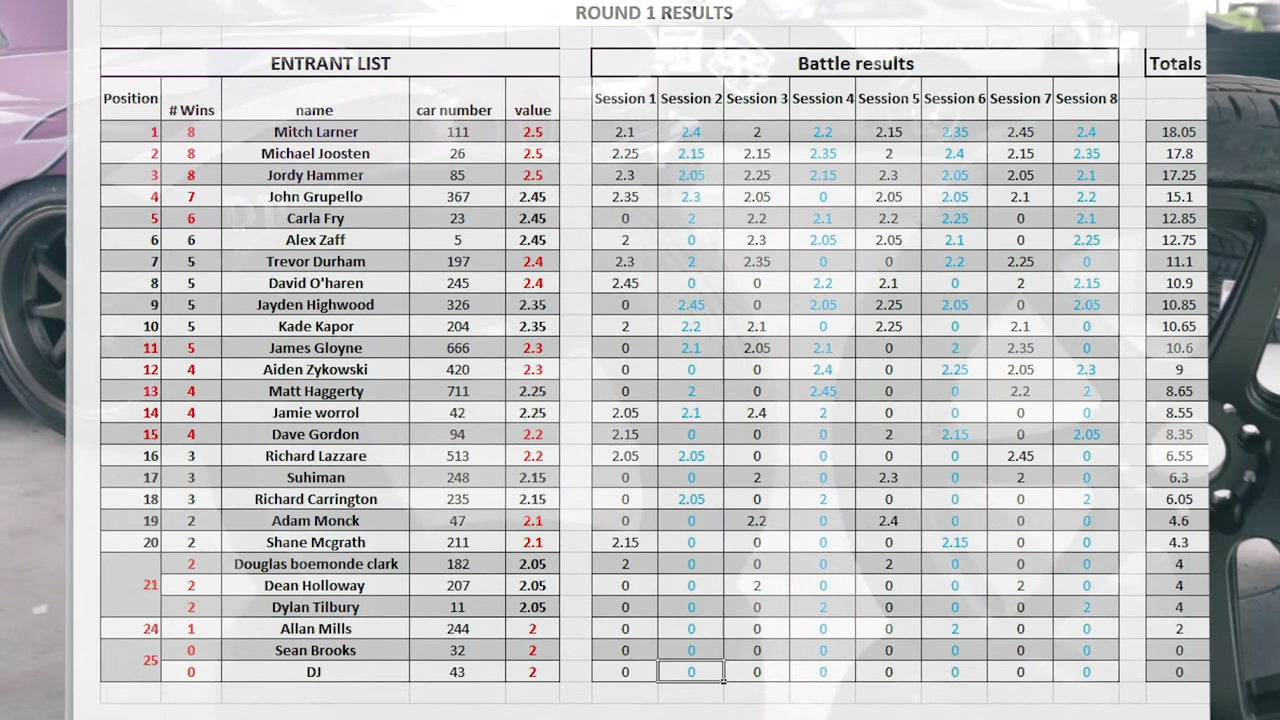 ROUND 1 RESULTS
ENTRANT LIST Battle results Totals
Position # Wins name car number value Session 1 Session 2 Session 3 Session 4 Session 5 Session 6 Session 7 Session 8
1 8 Mitch Larner 111 2.5 2.1 2.4 2 2.2 2.15 2.35 2.45 2.4 18.05
2 8 Michael Joosten 26 2.5 2.25 2.15 2.15 2.35 2 2.4 2.15 2.35 17.8
3 8 Jordy Hammer 85 2.5 2.3 2.05 2.25 2.15 2.3 2.05 2.05 2.1 17.25
4 7 John Grupello 367 2.45 2.35 2.3 2.05 0 2.05 2.05 2.1 2.2 15.1
5 6 Carla Fry 23 2.45 0 2 2.2 2.1 2.2 2.25 0 2.1 12.85
6 6 Alex Zaff 5 2.45 2 0 2.3 2.05 2.05 2.1 0 2.25 12.75
7 5 Trevor Durham 197 2.4 2.3 2 2.35 0 0 2.2 2.25 0 11.1
8 5 David O'haren 245 2.4 2.45 0 0 2.2 2.1 0 2 2.15 10.9
9 5 Jayden Highwood 326 2.35 0 2.45 0 2.05 2.25 2.05 0 2.05 10.85
10 5 Kade Kapor 204 2.35 2 2.2 2.1 0 2.25 0 2.1 0 10.65
11 5 James Gloyne 666 2.3 0 2.1 2.05 2.1 0 2 2.35 0 10.6
12 4 Aiden Zykowski 420 2.3 0 0 0 2.4 0 2.25 2.05 2.3 9
13 4 Matt Haggerty 711 2.25 0 2 0 2.45 0 0 2.2 2 8.65
14 4 Jamie worrol 42 2.25 2.05 2.1 2.4 2 0 0 0 0 8.55
15 4 Dave Gordon 94 2.2 2.15 0 0 0 2 2.15 0 2.05 8.35
16 3 Richard Lazzare 513 2.2 2.05 2.05 0 0 0 0 2.45 0 6.55
17 3 Suhiman 248 2.15 0 0 2 0 2.3 0 2 0 6.3
18 3 Richard Carrington 235 2.15 0 2.05 0 2 0 0 0 2 6.05
19 2 Adam Monck 47 2.1 0 0 2.2 0 2.4 0 0 0 4.6
20 2 Shane Mcgrath 211 2.1 2.15 0 0 0 0 2.15 0 0 4.3
21 2 Douglas boemonde clark 182 2.05 2 0 0 0 2 0 0 0 4
2 Dean Holloway 207 2.05 0 0 2 0 0 0 2 0 4
2 Dylan Tilbury 11 2.05 0 0 0 2 0 0 0 2 4
24 1 Allan Mills 244 2 0 0 0 0 0 2 0 0 2
25 0 Sean Brooks 32 2 0 0 0 0 0 0 0 0 0
0 DJ 43 2 0 0 0 0 0 0 0 0 0